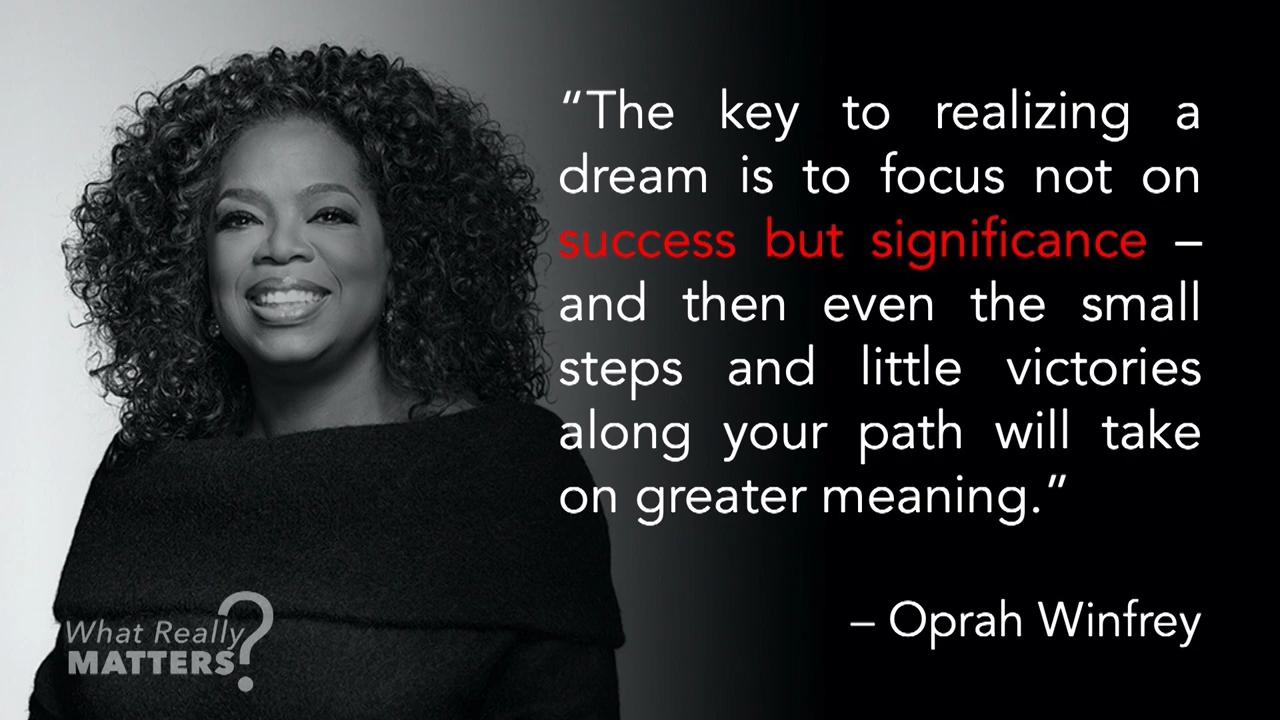 “The key to realizing a
dream is to focus not on
success but significance –
and then even the small
steps and little victories
along your path will take
on greater meaning.”
– Oprah Winfrey
What Really
MATTERS?